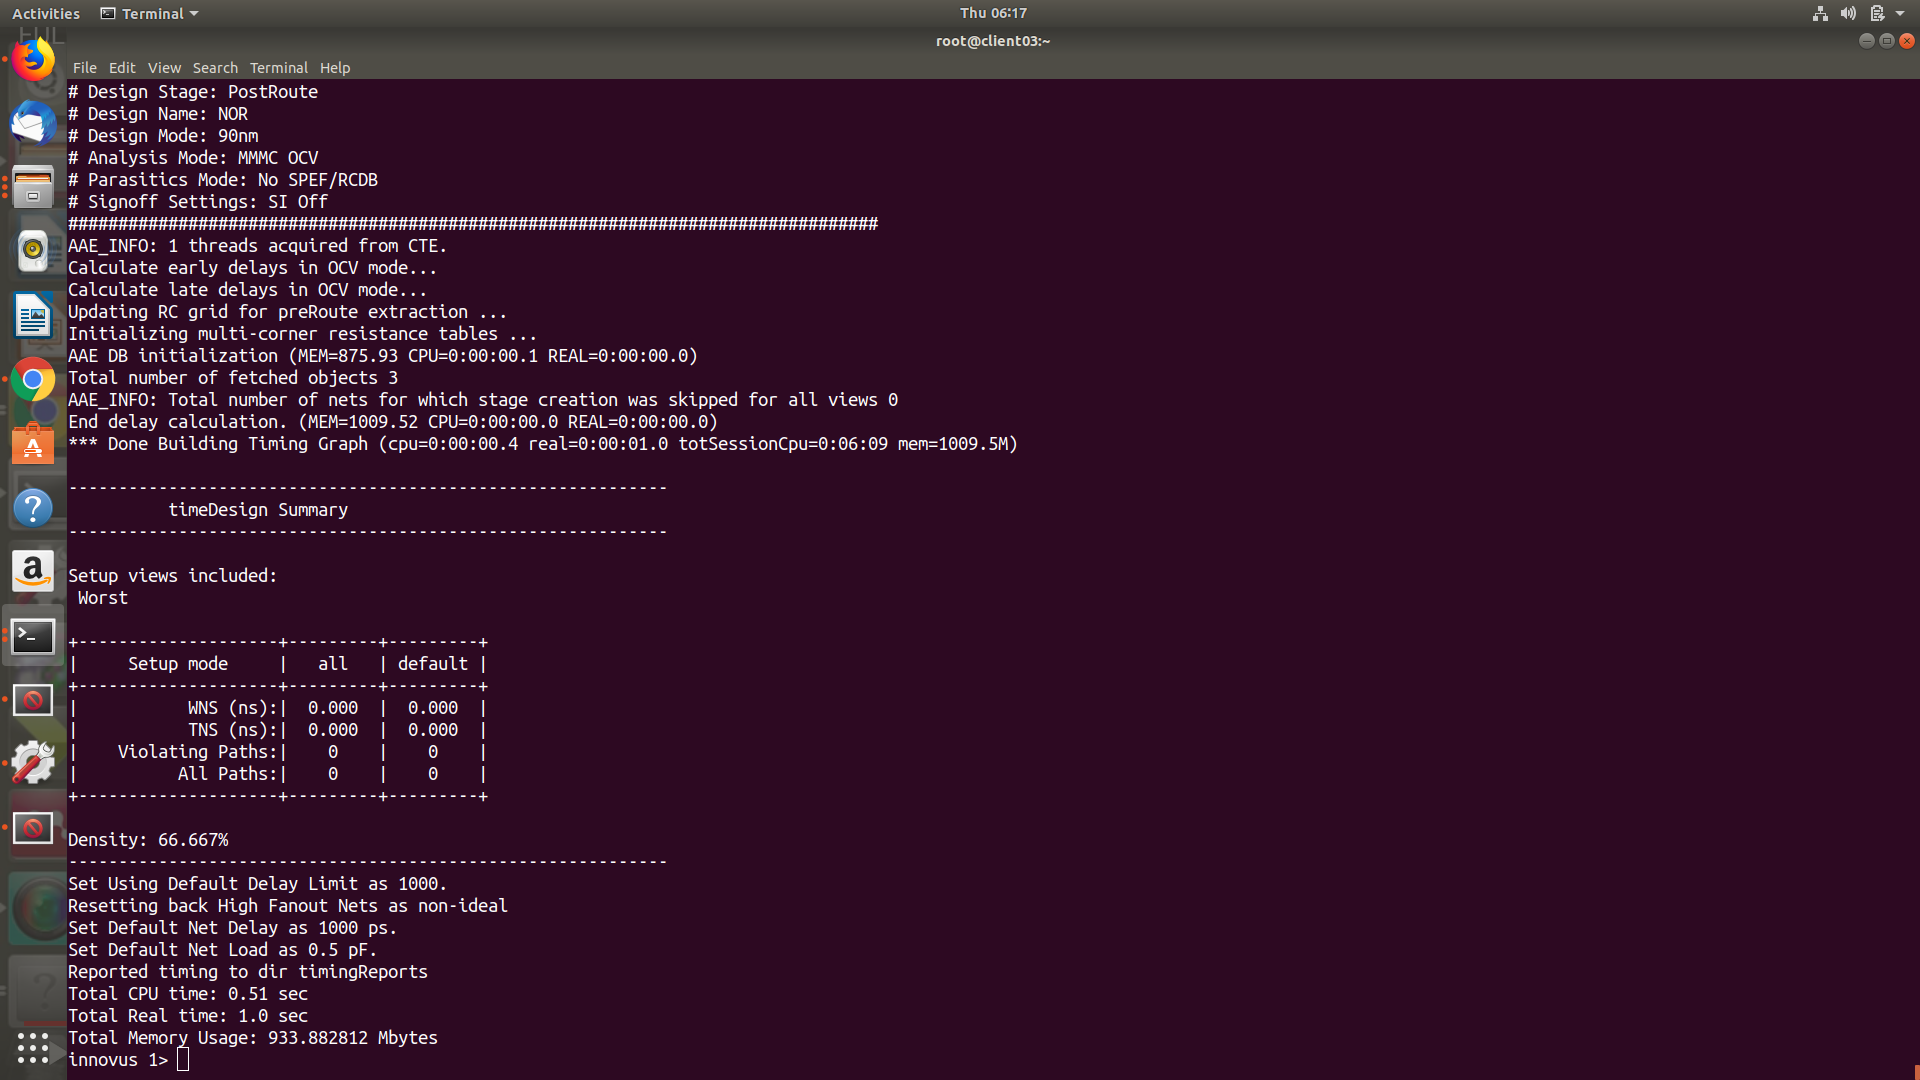 Activities Terminal Thu 06:17
root@client03:~
File Edit View Search Terminal Help
# Design Stage: PostRoute
# Design Name: NOR
# Design Mode: 90nm
# Analysis Mode: MMMC OCV
# Parasitics Mode: No SPEF/RCDB
# Signoff Settings: SI Off
#################################################################################
AAE_INFO: 1 threads acquired from CTE.
Calculate early delays in OCV mode...
Calculate late delays in OCV mode...
Updating RC grid for preRoute extraction ...
Initializing multi-corner resistance tables ...
AAE DB initialization (MEM=875.93 CPU=0:00:00.1 REAL=0:00:00.0)
Total number of fetched objects 3
AAE_INFO: Total number of nets for which stage creation was skipped for all views 0
End delay calculation. (MEM=1009.52 CPU=0:00:00.0 REAL=0:00:00.0)
*** Done Building Timing Graph (cpu=0:00:00.4 real=0:00:01.0 totSessionCpu=0:06:09 mem=1009.5M)
------------------------------------------------------------
          timeDesign Summary
------------------------------------------------------------
Setup views included:
 Worst
+--------------------+---------+---------+
|     Setup mode     |   all   | default |
+--------------------+---------+---------+
|           WNS (ns):|  0.000  |  0.000  |
|           TNS (ns):|  0.000  |  0.000  |
|    Violating Paths:|    0    |    0    |
|          All Paths:|    0    |    0    |
+--------------------+---------+---------+
Density: 66.667%
------------------------------------------------------------
Set Using Default Delay Limit as 1000.
Resetting back High Fanout Nets as non-ideal
Set Default Net Delay as 1000 ps.
Set Default Net Load as 0.5 pF.
Reported timing to dir timingReports
Total CPU time: 0.51 sec
Total Real time: 1.0 sec
Total Memory Usage: 933.882812 Mbytes
innovus 1>